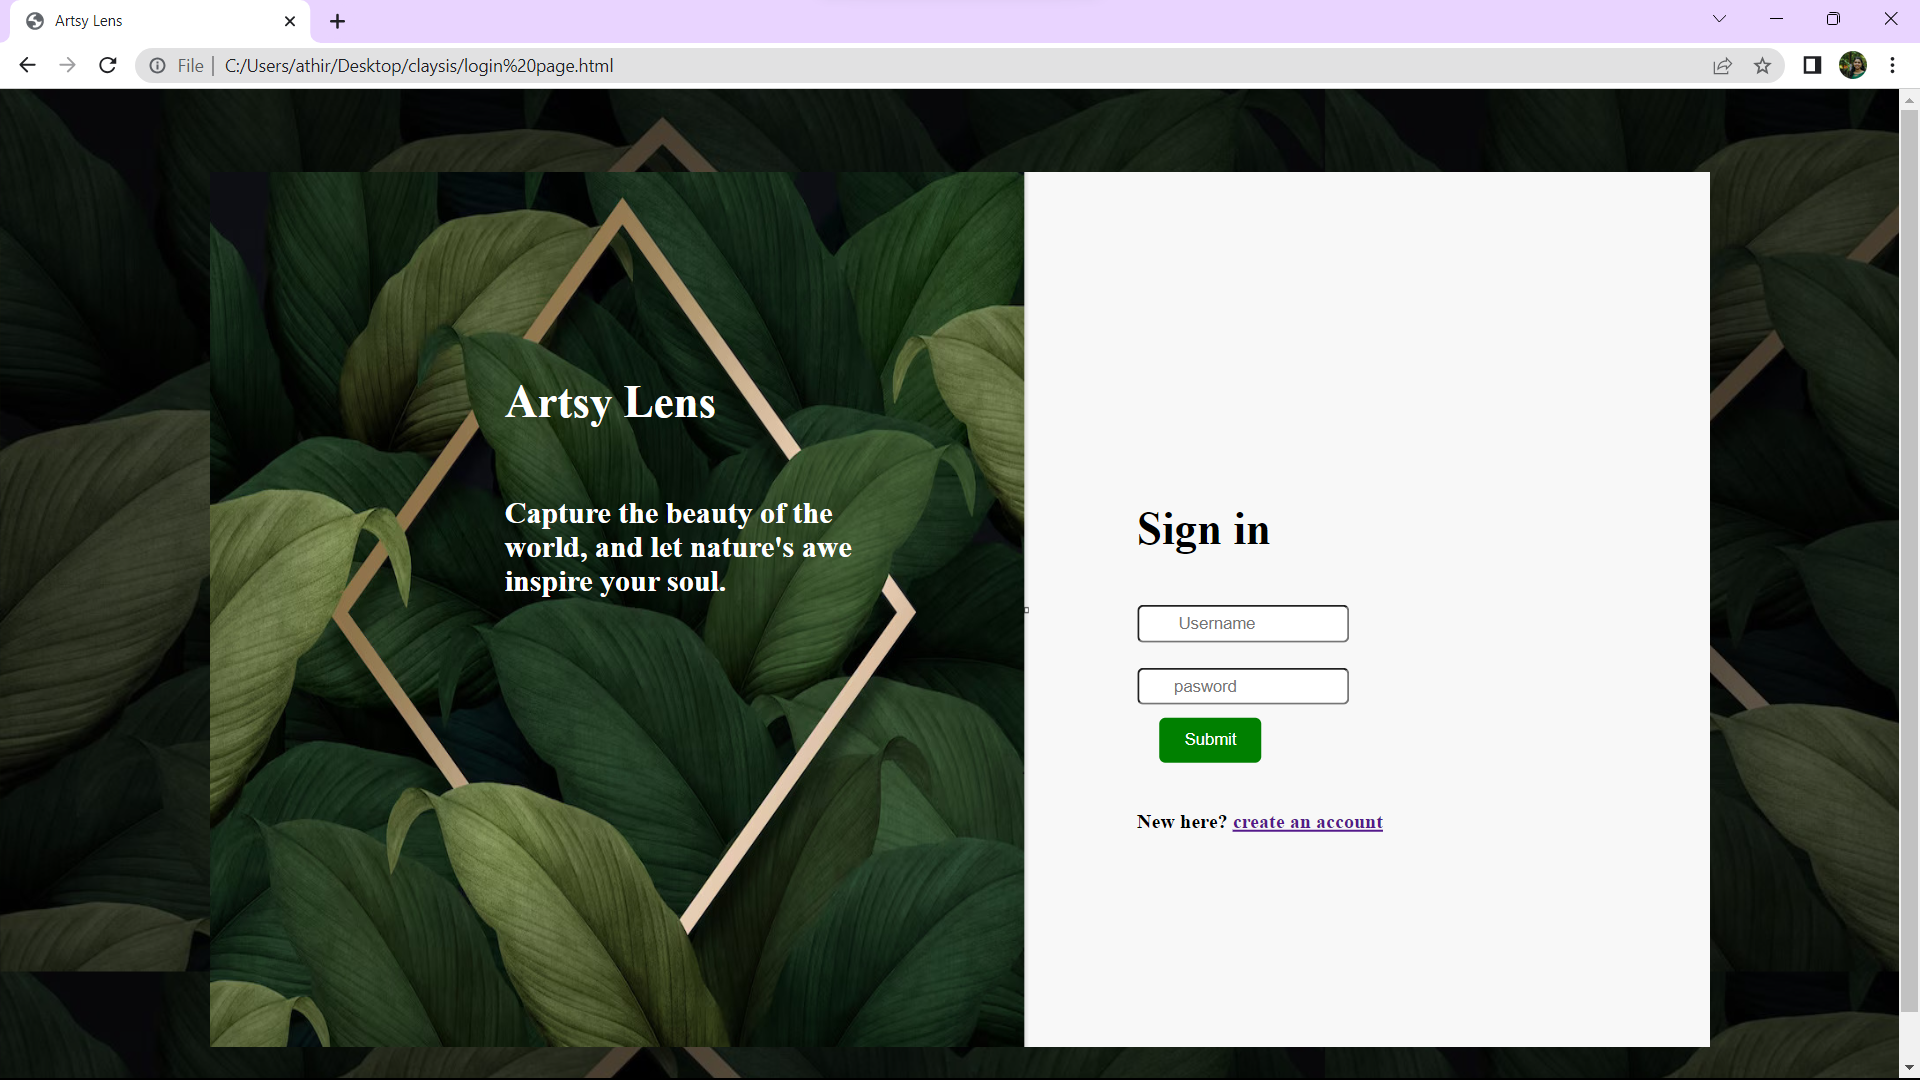 Artsy Lens
File
C:/Users/athir/Desktop/claysis/login%20page.html
Artsy Lens
Capture the beauty of the
world, and let nature's awe
inspire your soul.
Sign in
Username
pasword
Submit
New here? create an account